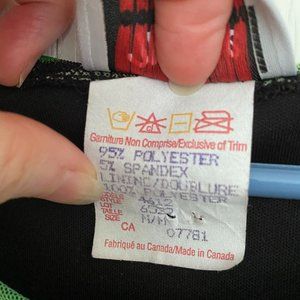 Garniture Non Comprise/Exclusive of Trim
95% POLYESTER
5% SPANDEX
LINING/DOUBLURE
100% POLYESTER
4612
LOT
TAILLE M/M
SIZE
CA 07781
Fabriqué au Canada/Made in Canada